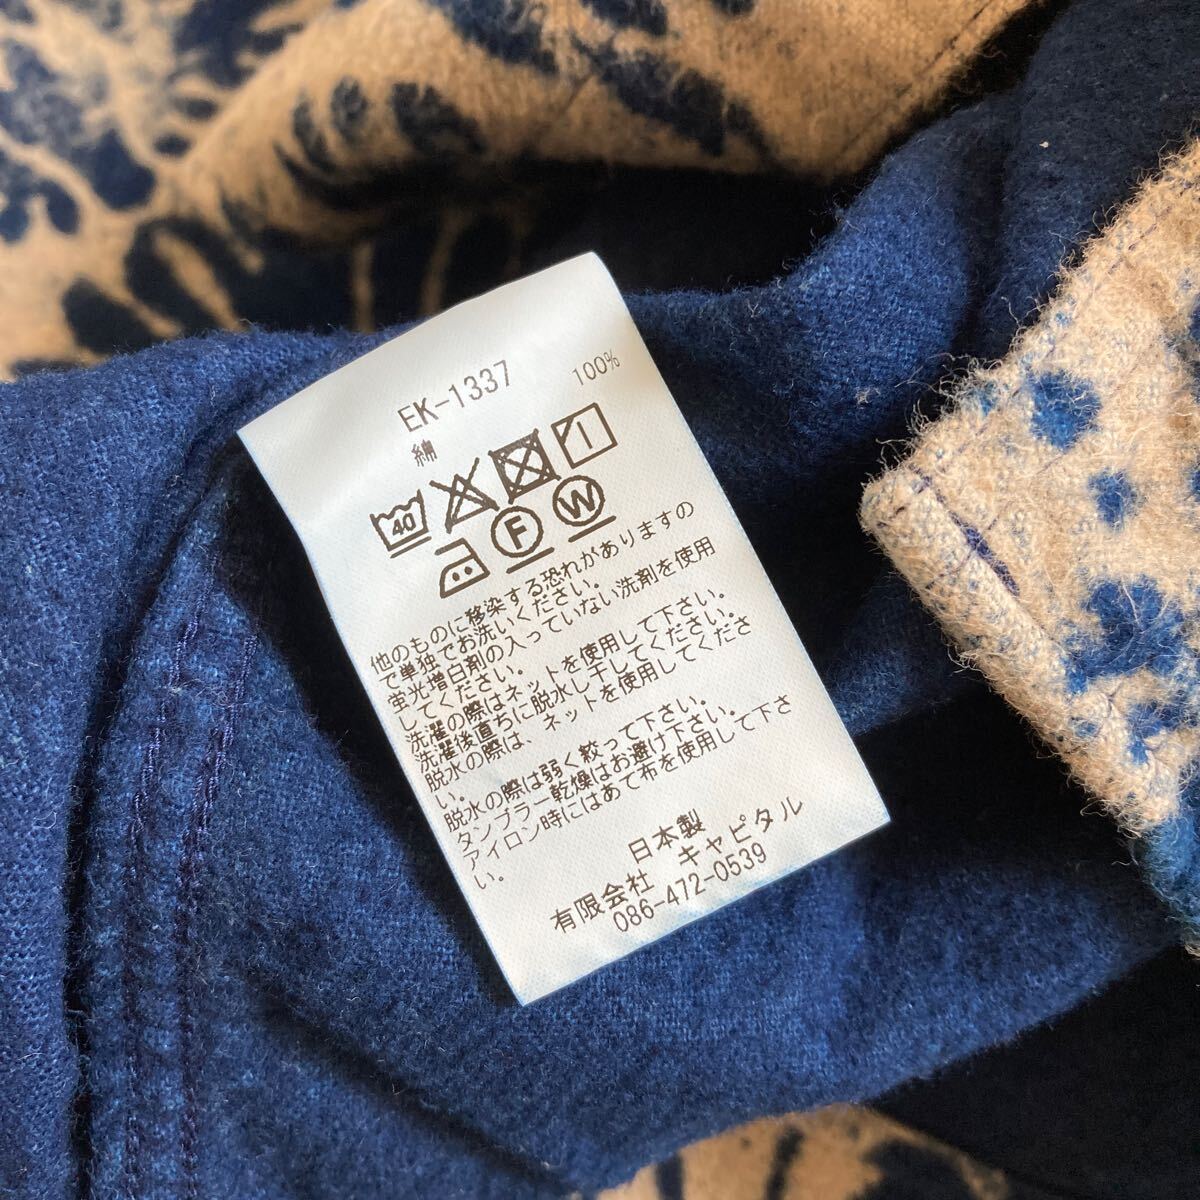 EK-1337
綿 100%
40
F W
他のものに移染する恐れがありますの
で単独でお洗いください。
蛍光増白剤の入っていない洗剤を使用
してください。
洗濯の際はネットを使用して下さい。
洗濯後直ちに脱水し干してください。
脱水の際は、ネットを使用してくださ
い。
脱水の際は弱く絞って下さい。
タンブラー乾燥はお避け下さい。
アイロン時にはあて布を使用して下さ
い。
日本製
有限会社 キャピタル
086-472-0539